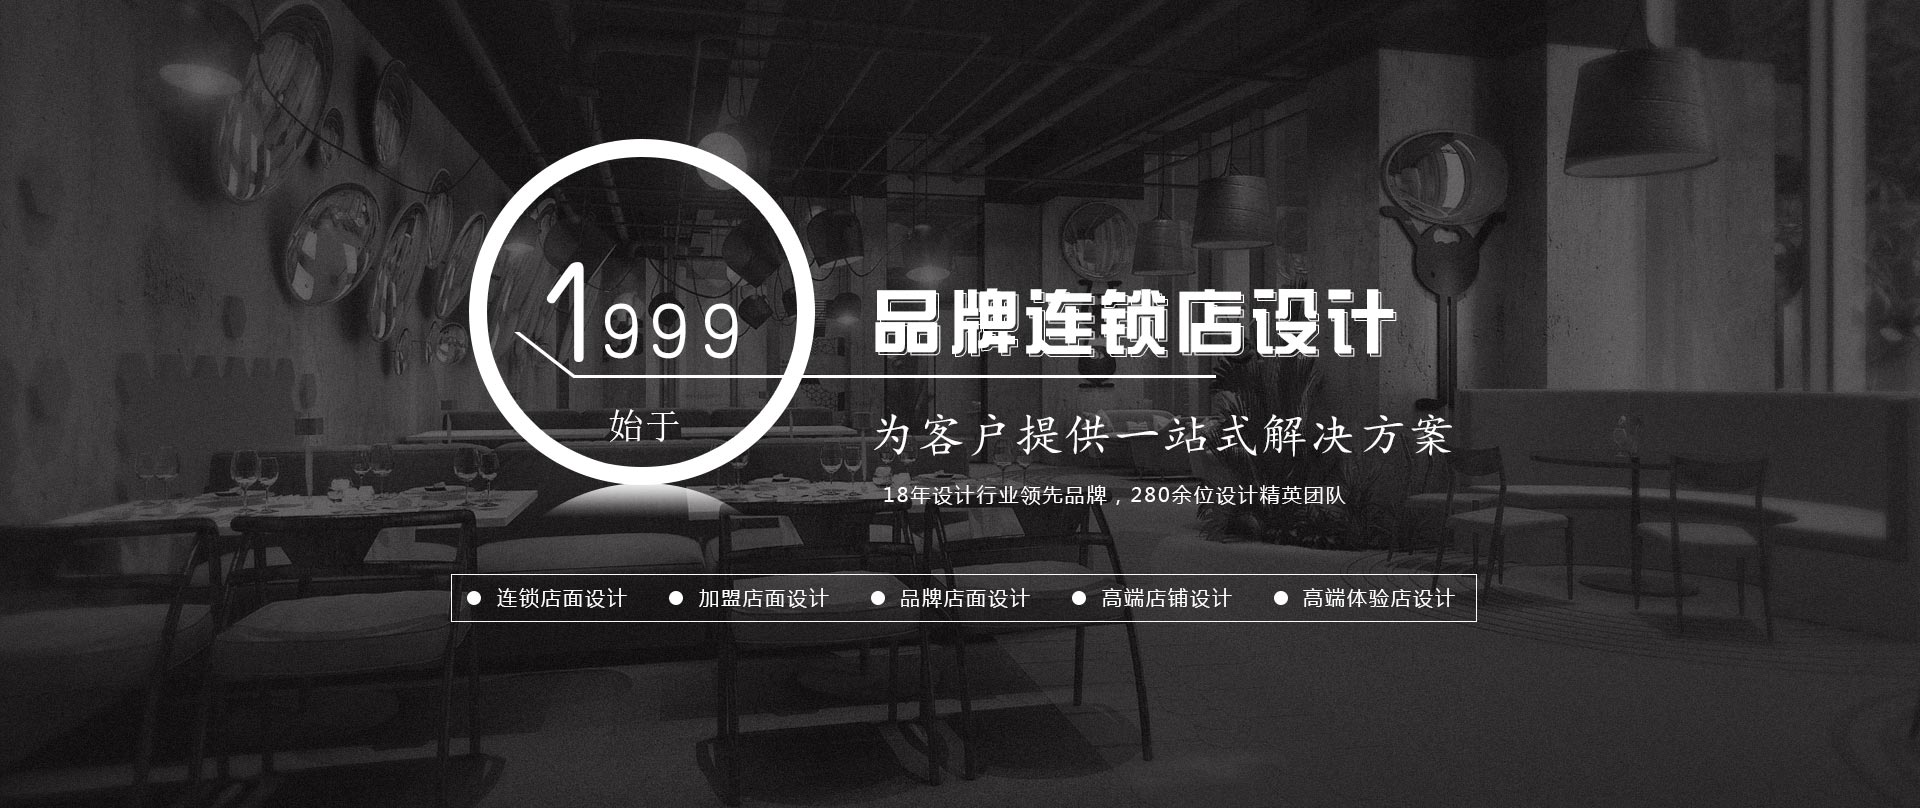 1999
始于
品牌连锁店设计
为客户提供一站式解决方案
18年设计行业领先品牌，280余位设计精英团队
连锁店面设计 加盟店面设计 品牌店面设计 高端店铺设计 高端体验店设计